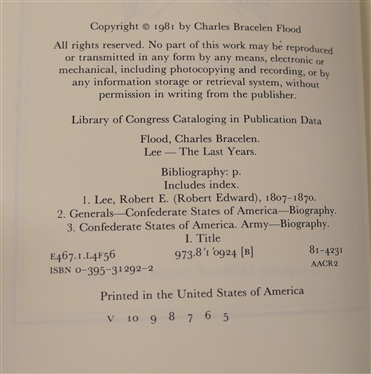 Copyright © 1981 by Charles Bracelen Flood
All rights reserved. No part of this work may be reproduced
or transmitted in any form by any means, electronic or
mechanical, including photocopying and recording, or by
any information storage or retrieval system, without
permission in writing from the publisher.
Library of Congress Cataloging in Publication Data
Flood, Charles Bracelen.
Lee — The Last Years.
Bibliography: p.
Includes index.
1. Lee, Robert E. (Robert Edward), 1807–1870.
2. Generals—Confederate States of America—Biography.
3. Confederate States of America. Army—Biography.
I. Title
E467.1.L4F56 973.8'1'0924 [B] 81-4231
ISBN 0-395-31292-2 AACR2
Printed in the United States of America
V 10 9 8 7 6 5